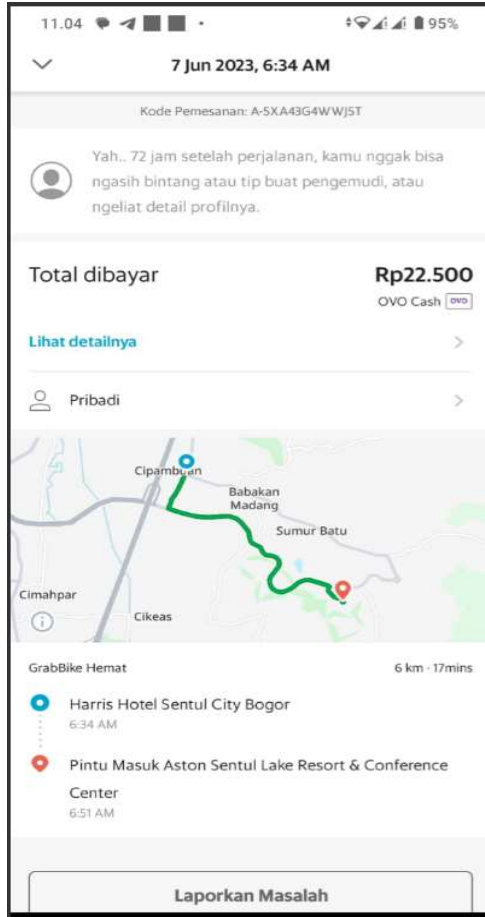 11.04
95%
7 Jun 2023, 6:34 AM
Kode Pemesanan: A-5XA43G4WWJ5T
Yah.. 72 jam setelah perjalanan, kamu nggak bisa
ngasih bintang atau tip buat pengemudi, atau
ngeliat detail profilnya.
Total dibayar
Rp22.500
OVO Cash OVO
Lihat detailnya
Pribadi
Cipambuan
Babakan
Madang
Sumur Batu
Cimahpar
Cikeas
GrabBike Hemat
6 km · 17mins
Harris Hotel Sentul City Bogor
6:34 AM
Pintu Masuk Aston Sentul Lake Resort & Conference
Center
6:51 AM
Laporkan Masalah